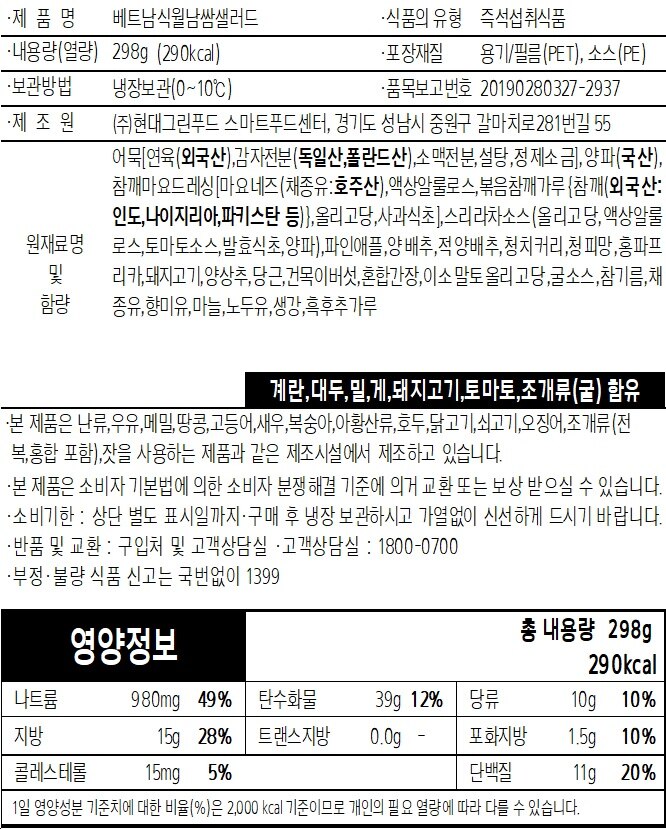 ·제 품 명 베트남식월남쌈샐러드 ·식품의 유형 즉석섭취식품
·내용량(열량) 298g (290kcal) ·포장재질 용기/필름(PET), 소스(PE)
·보관방법 냉장보관(0~10℃) ·품목보고번호 20190280327-2937
·제 조 원 (주)현대그린푸드 스마트푸드센터, 경기도 성남시 중원구 갈마치로281번길 55
원재료명 및 함량
어묵[연육(외국산),감자전분(독일산,폴란드산),소맥전분,설탕,정제소금],양파(국산),
참깨마요드레싱[마요네즈(채종유:호주산),액상알룰로스,볶음참깨가루{참깨(외국산:
인도,나이지리아,파키스탄 등)},올리고당,사과식초],스리라차소스(올리고당,액상알룰
로스,토마토소스,발효식초,양파),파인애플,양배추,적양배추,청치커리,청피망,홍파프
리카,돼지고기,양상추,당근,건목이버섯,혼합간장,이소말토올리고당,굴소스,참기름,채
종유,향미유,마늘,노두유,생강,흑후추가루
계란,대두,밀,게,돼지고기,토마토,조개류(굴) 함유
·본 제품은 난류,우유,메밀,땅콩,고등어,새우,복숭아,아황산류,호두,닭고기,쇠고기,오징어,조개류(전
복,홍합 포함),잣을 사용하는 제품과 같은 제조시설에서 제조하고 있습니다.
·본 제품은 소비자 기본법에 의한 소비자 분쟁해결 기준에 의거 교환 또는 보상 받으실 수 있습니다.
·소비기한 : 상단 별도 표시일까지·구매 후 냉장 보관하시고 가열없이 신선하게 드시기 바랍니다.
·반품 및 교환 : 구입처 및 고객상담실 ·고객상담실 : 1800-0700
·부정·불량 식품 신고는 국번없이 1399
영양정보 총 내용량 298g
290kcal
나트륨 980mg 49% 탄수화물 39g 12% 당류 10g 10%
지방 15g 28% 트랜스지방 0.0g - 포화지방 1.5g 10%
콜레스테롤 15mg 5% 단백질 11g 20%
1일 영양성분 기준치에 대한 비율(%)은 2,000 kcal 기준이므로 개인의 필요 열량에 따라 다를 수 있습니다.